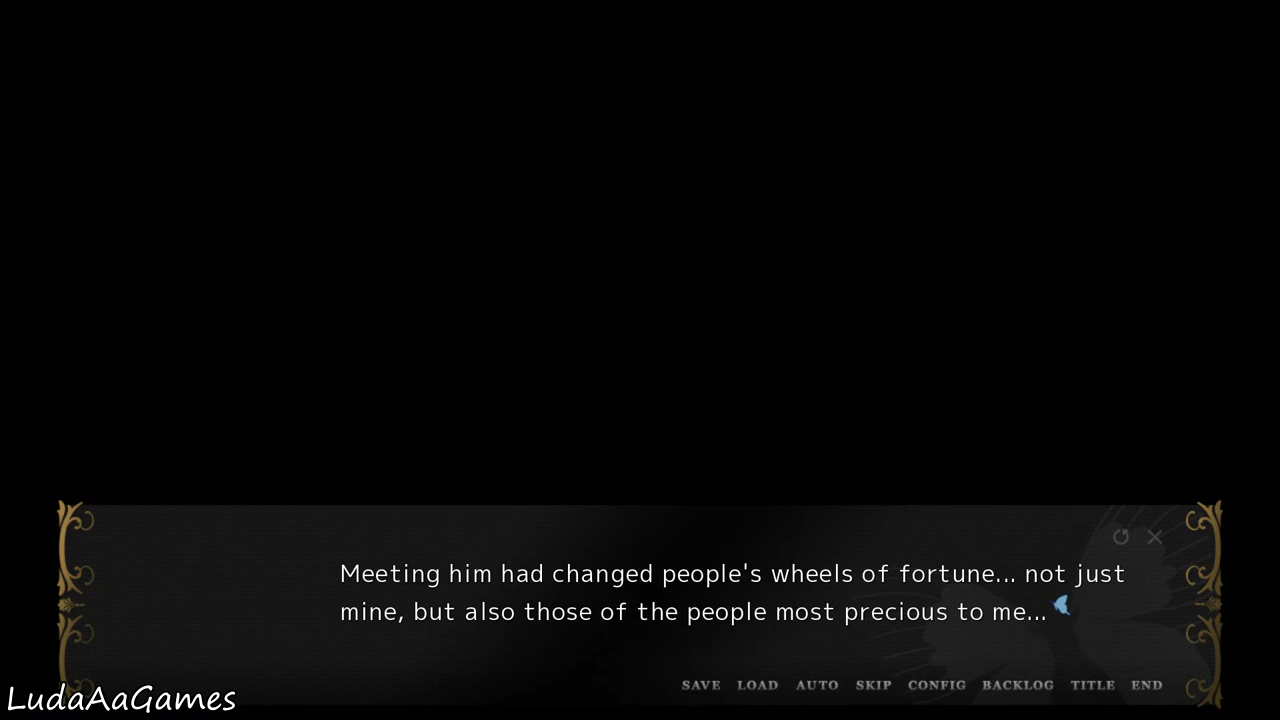 Meeting him had changed people's wheels of fortune... not just
mine, but also those of the people most precious to me...
SAVE LOAD AUTO SKIP CONFIG BACKLOG TITLE END
LudaAaGames